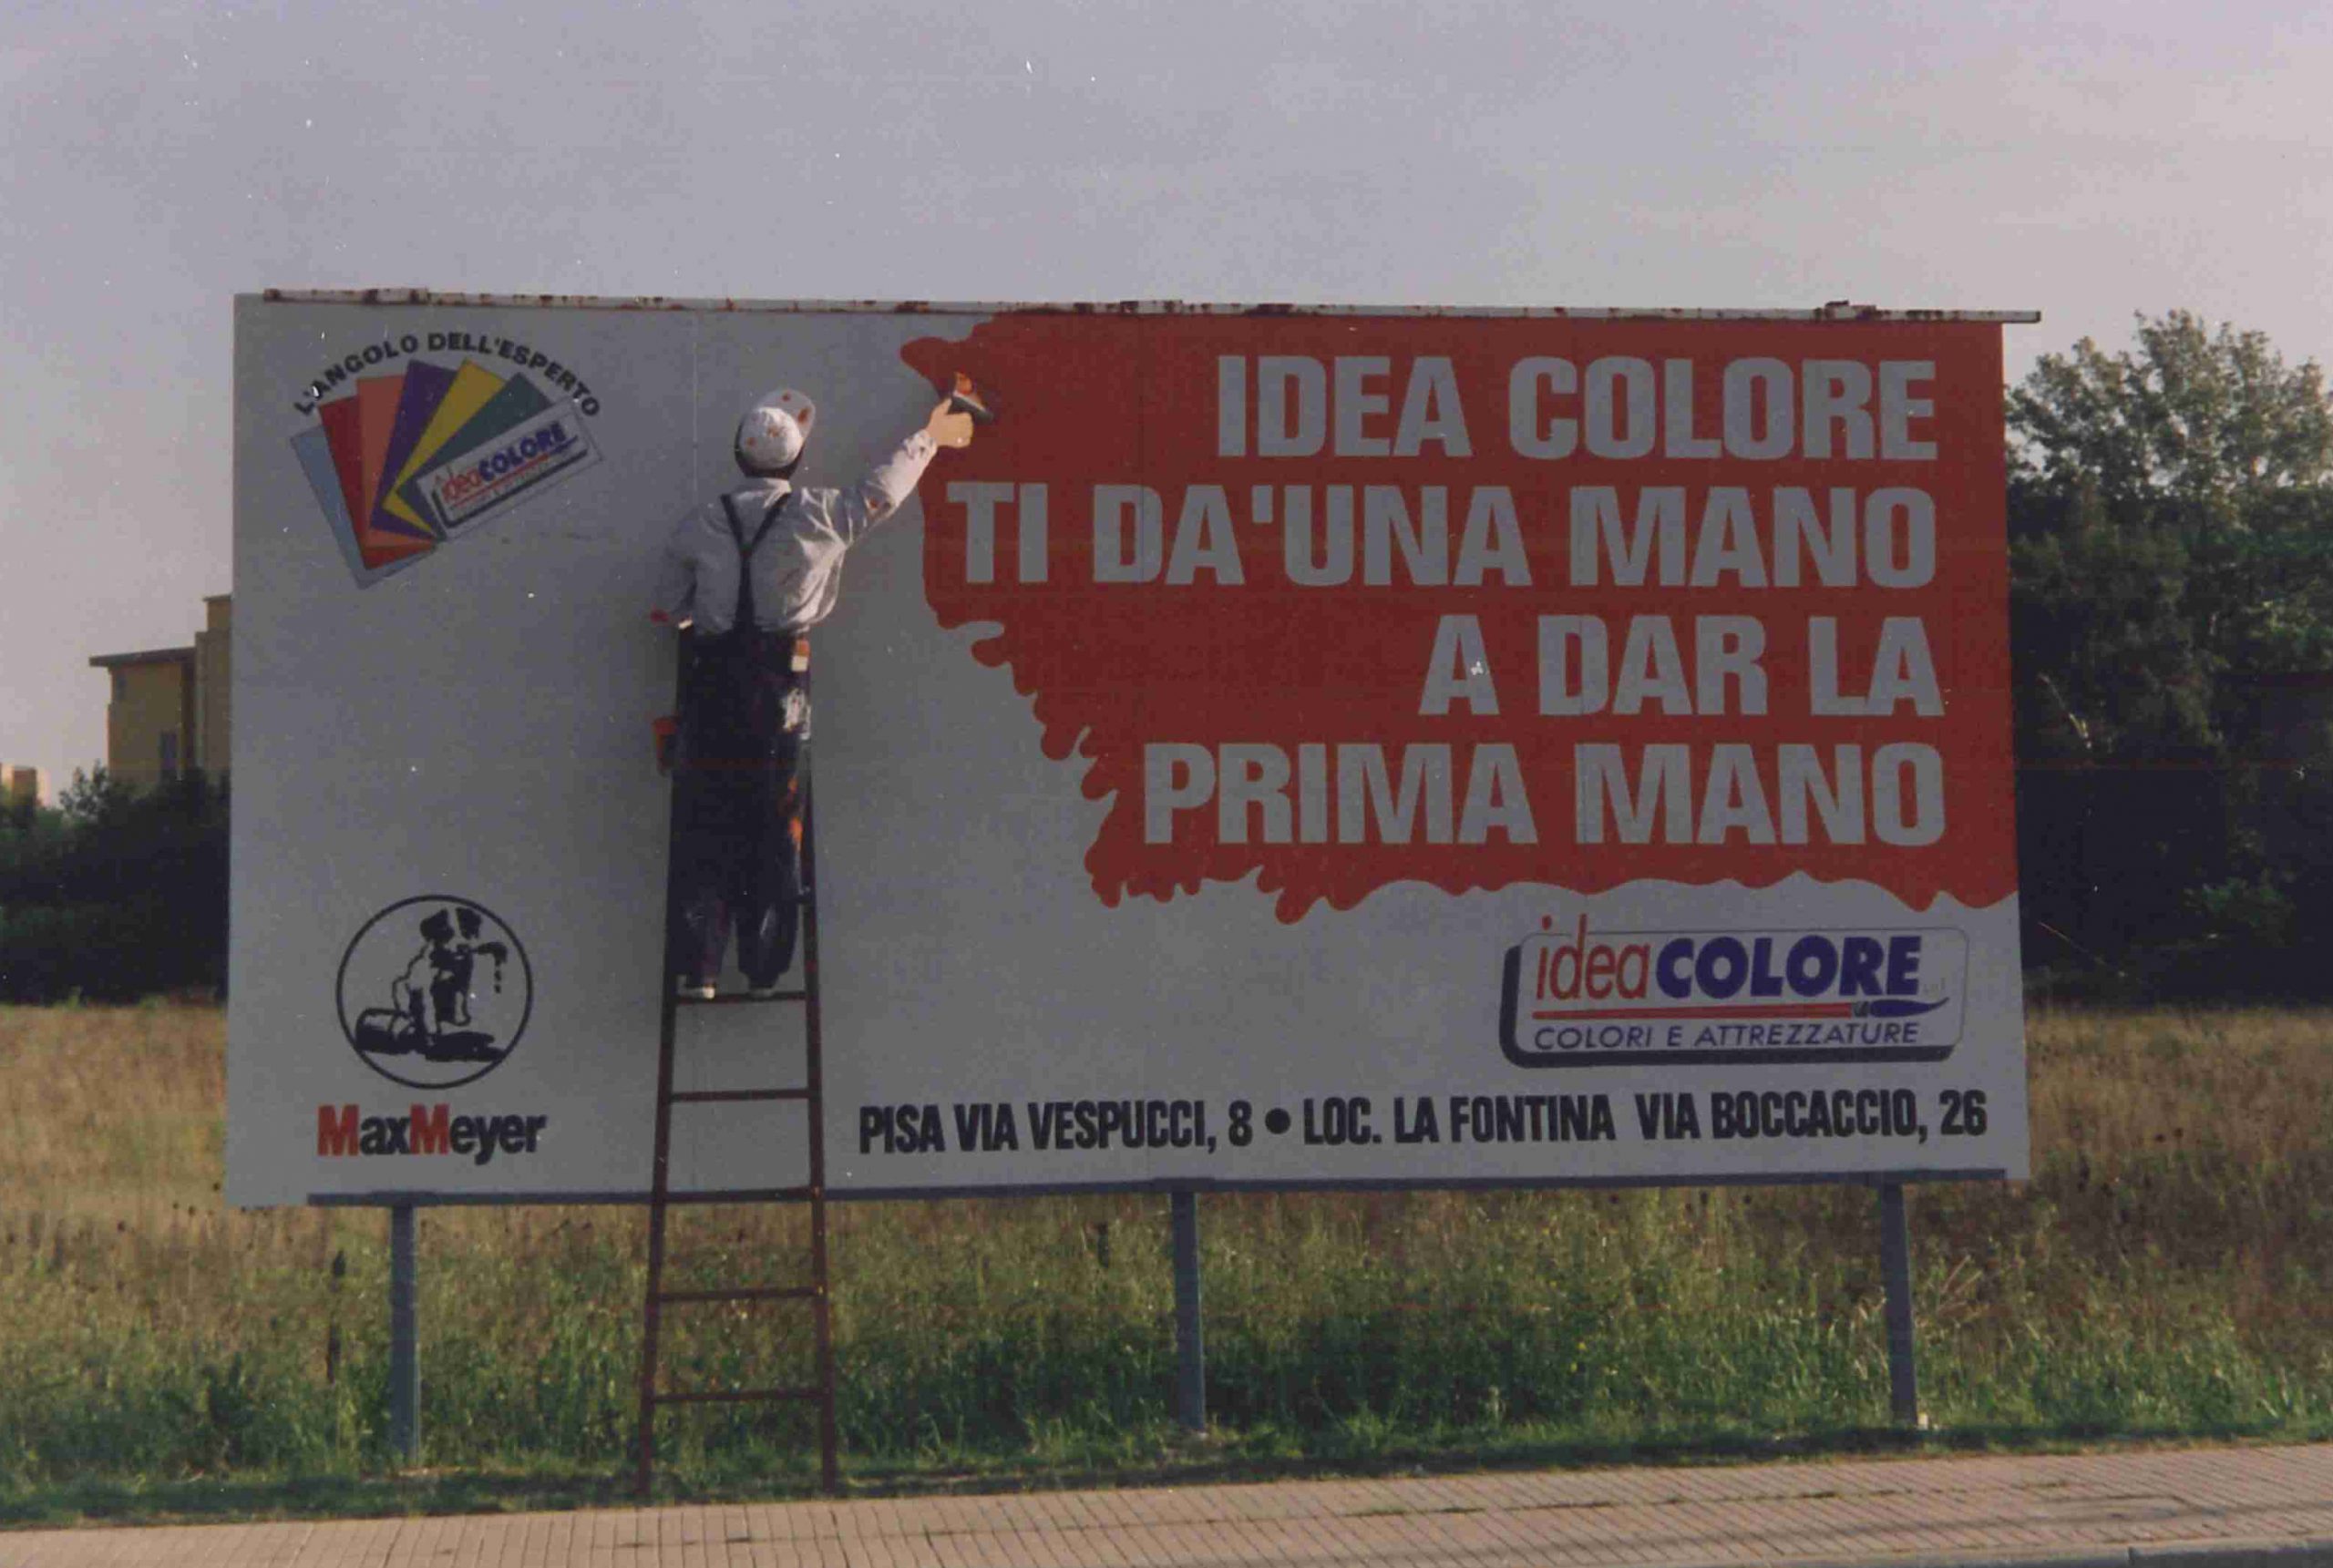 L'ANGOLO DELL'ESPERTO
ideaCOLORE
IDEA COLORE
TI DA'UNA MANO
A DAR LA
PRIMA MANO
ideaCOLORE
COLORI E ATTREZZATURE
MaxMeyer
PISA VIA VESPUCCI, 8 • LOC. LA FONTINA VIA BOCCACCIO, 26